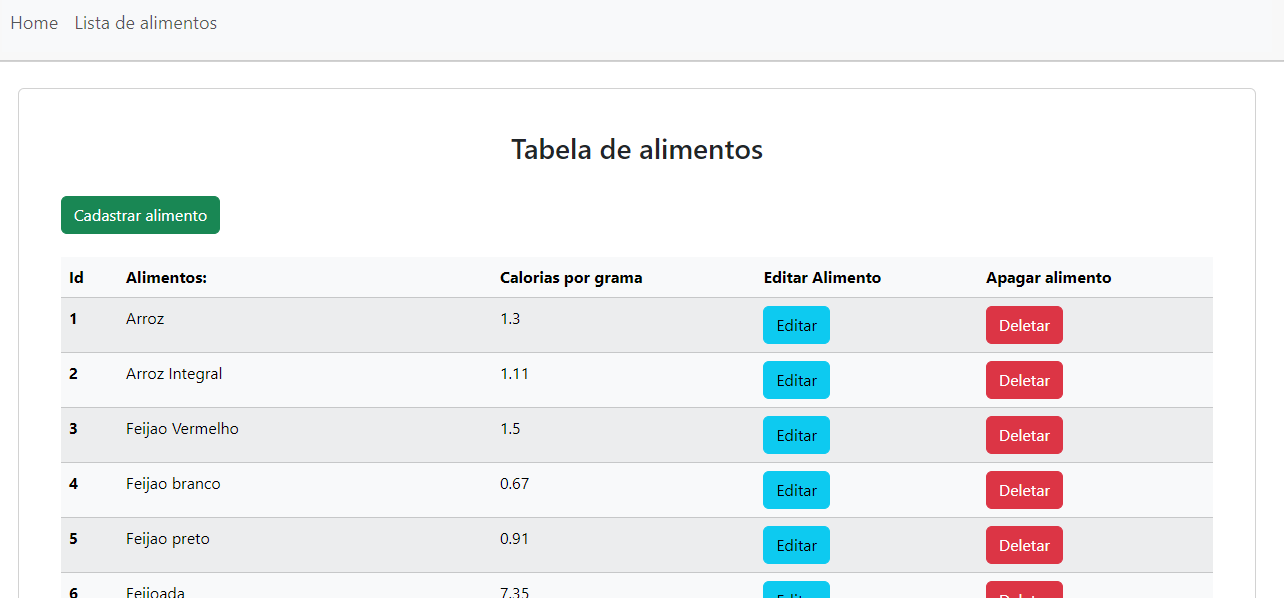 Home Lista de alimentos
Tabela de alimentos
Cadastrar alimento
Id Alimentos: Calorias por grama Editar Alimento Apagar alimento
1 Arroz 1.3 Editar Deletar
2 Arroz Integral 1.11 Editar Deletar
3 Feijao Vermelho 1.5 Editar Deletar
4 Feijao branco 0.67 Editar Deletar
5 Feijao preto 0.91 Editar Deletar
6 Feijoada 7.35 Editar Deletar